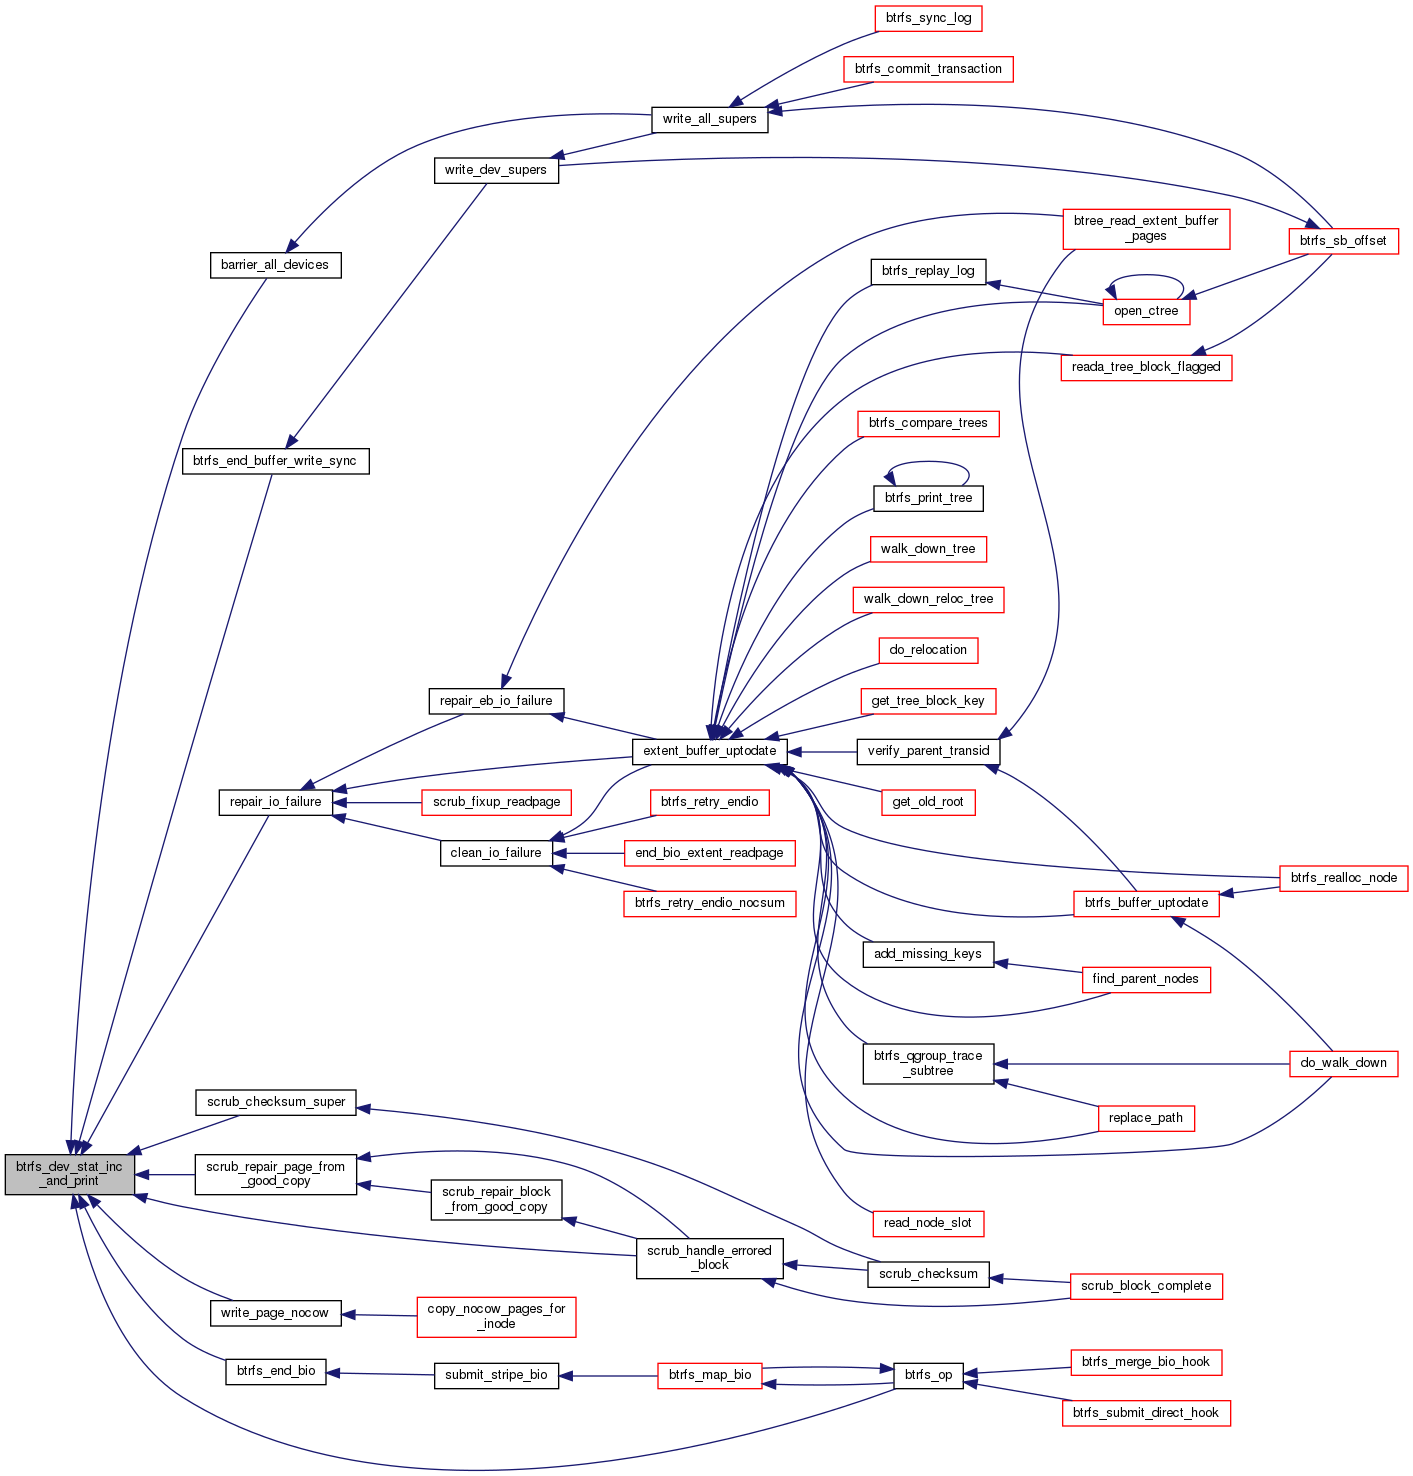 btrfs_sync_log
btrfs_commit_transaction
write_all_supers
write_dev_supers
btree_read_extent_buffer
_pages
btrfs_sb_offset
barrier_all_devices
btrfs_replay_log
open_ctree
reada_tree_block_flagged
btrfs_compare_trees
btrfs_end_buffer_write_sync
btrfs_print_tree
walk_down_tree
walk_down_reloc_tree
do_relocation
repair_eb_io_failure
get_tree_block_key
extent_buffer_uptodate
verify_parent_transid
repair_io_failure
scrub_fixup_readpage
btrfs_retry_endio
get_old_root
clean_io_failure
end_bio_extent_readpage
btrfs_realloc_node
btrfs_retry_endio_nocsum
btrfs_buffer_uptodate
add_missing_keys
find_parent_nodes
btrfs_qgroup_trace
_subtree
do_walk_down
scrub_checksum_super
replace_path
btrfs_dev_stat_inc
_and_print
scrub_repair_page_from
_good_copy
scrub_repair_block
_from_good_copy
read_node_slot
scrub_handle_errored
_block
scrub_checksum
scrub_block_complete
write_page_nocow
copy_nocow_pages_for
_inode
btrfs_end_bio
submit_stripe_bio
btrfs_map_bio
btrfs_op
btrfs_merge_bio_hook
btrfs_submit_direct_hook